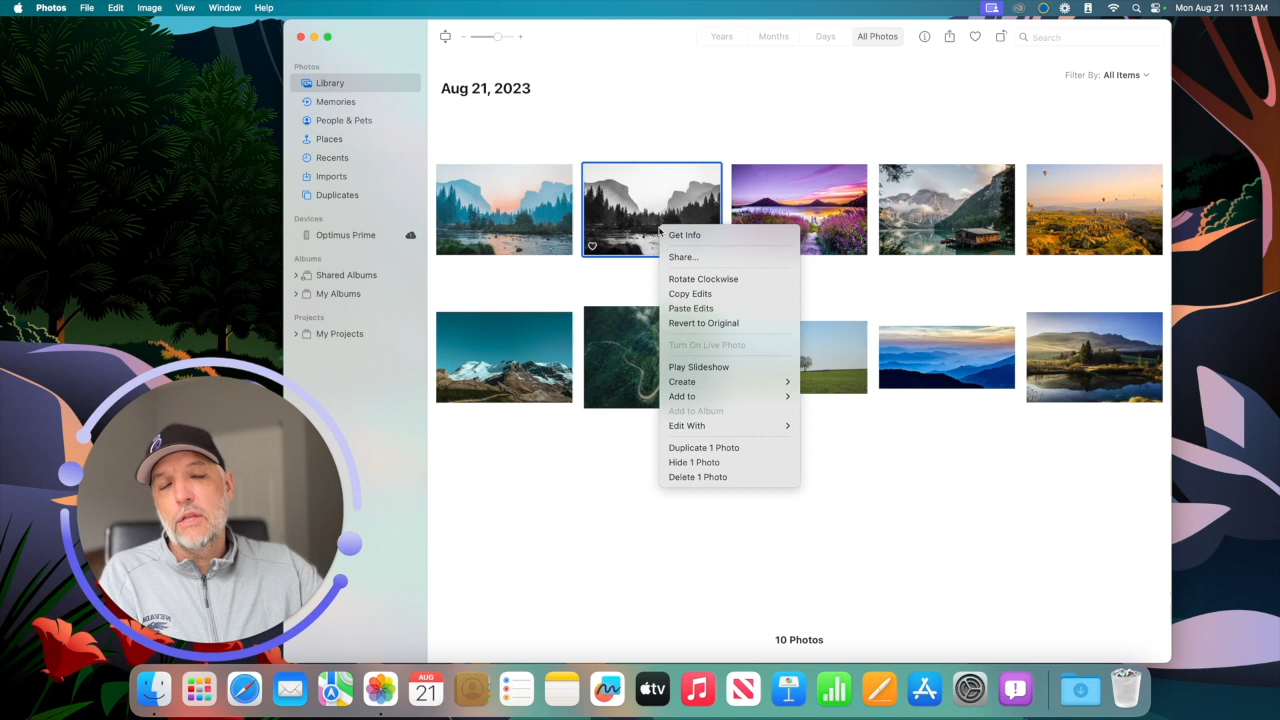 Photos File Edit Image View Window Help
Mon Aug 21 11:13 AM
Years Months Days All Photos
Search
Photos
Library
Memories
People & Pets
Places
Recents
Imports
Duplicates
Devices
Optimus Prime
Albums
Shared Albums
My Albums
Projects
My Projects
Aug 21, 2023
Filter By: All Items
Get Info
Share...
Rotate Clockwise
Copy Edits
Paste Edits
Revert to Original
Turn On Live Photo
Play Slideshow
Create
Add to
Add to Album
Edit With
Duplicate 1 Photo
Hide 1 Photo
Delete 1 Photo
10 Photos
NEVADA
AUG
21
tv